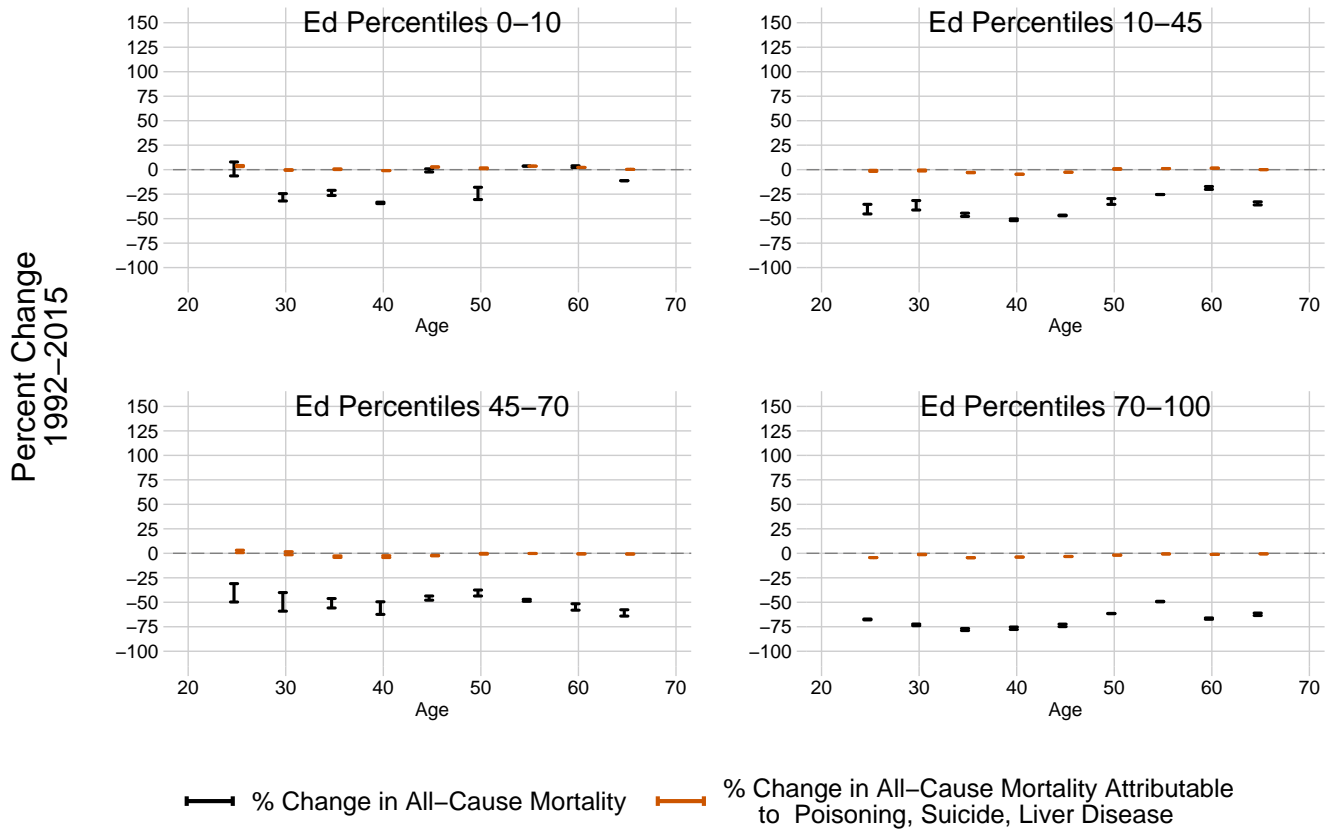 Percent Change
1992−2015
Ed Percentiles 0−10
150
125
100
75
50
25
0
−25
−50
−75
−100
20 30 40 50 60 70
Age
Ed Percentiles 10−45
150
125
100
75
50
25
0
−25
−50
−75
−100
20 30 40 50 60 70
Age
Ed Percentiles 45−70
150
125
100
75
50
25
0
−25
−50
−75
−100
20 30 40 50 60 70
Age
Ed Percentiles 70−100
150
125
100
75
50
25
0
−25
−50
−75
−100
20 30 40 50 60 70
Age
% Change in All−Cause Mortality
% Change in All−Cause Mortality Attributable
to Poisoning, Suicide, Liver Disease